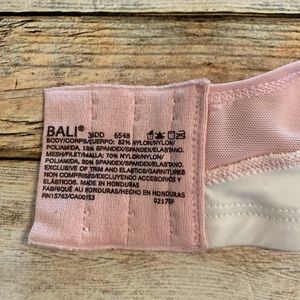 BALI®
36DD 6548
BODY/CORPS/CUERPO: 82% NYLON/NYLON/
POLIAMIDA, 18% SPANDEX/SPANDEX/ELASTANO.
MESH/FILET/MALLA: 70% NYLON/NYLON/
POLIAMIDA, 30% SPANDEX/SPANDEX/ELASTANO.
EXCLUSIVE OF TRIM AND ELASTIC/GARNITURES
NON COMPRISES/EXCLUYENDO ACCESORIOS Y
ELÁSTICOS. MADE IN HONDURAS
FABRIQUÉ AU HONDURAS/HECHO EN HONDURAS
RN15763/CA00153